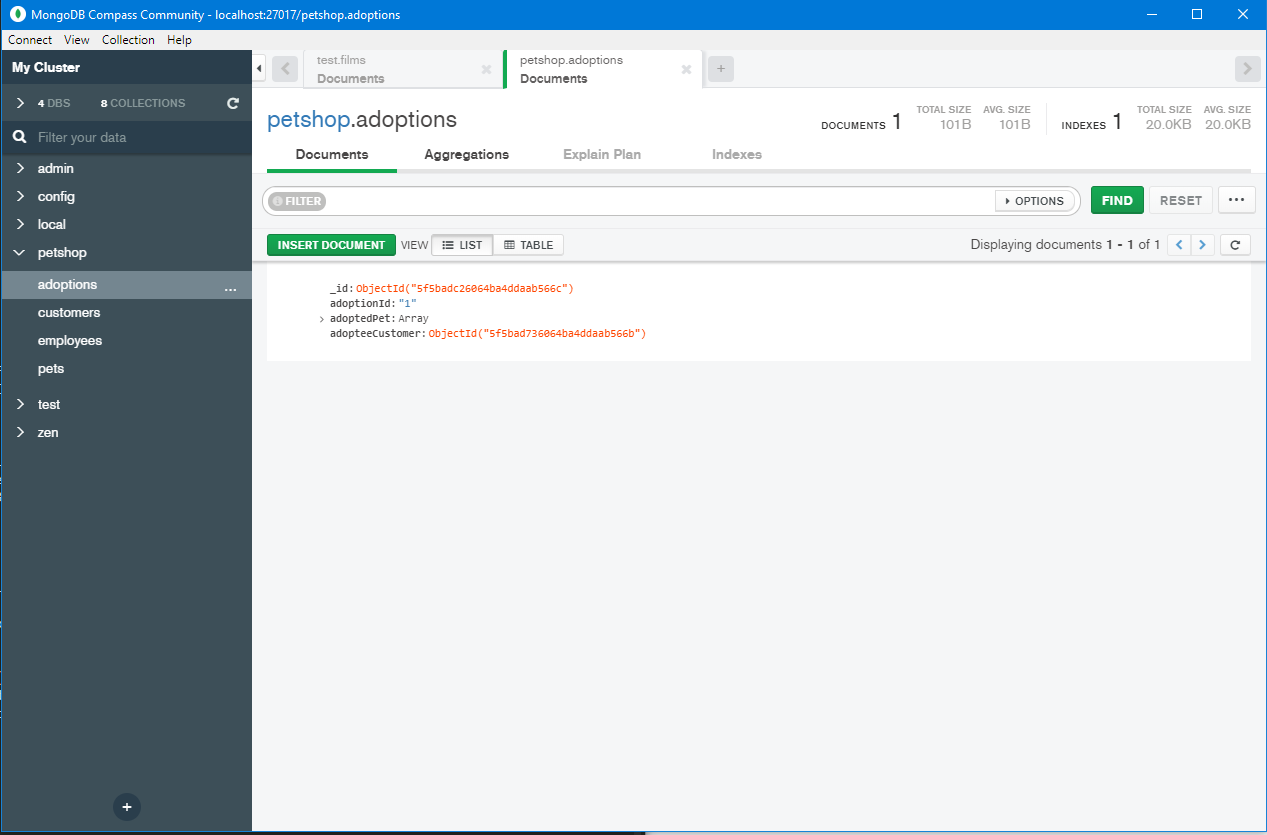 MongoDB Compass Community - localhost:27017/petshop.adoptions
Connect View Collection Help
My Cluster
4 DBS 8 COLLECTIONS
Filter your data
admin
config
local
petshop
adoptions ...
customers
employees
pets
test
zen
+
test.films
Documents
petshop.adoptions
Documents
+
petshop.adoptions
DOCUMENTS 1 TOTAL SIZE 101B AVG. SIZE 101B
INDEXES 1 TOTAL SIZE 20.0KB AVG. SIZE 20.0KB
Documents Aggregations Explain Plan Indexes
FILTER OPTIONS FIND RESET ...
INSERT DOCUMENT VIEW LIST TABLE Displaying documents 1 - 1 of 1
_id: ObjectId("5f5badc26064ba4ddaab566c")
adoptionId: "1"
adoptedPet: Array
adopteeCustomer: ObjectId("5f5bad736064ba4ddaab566b")